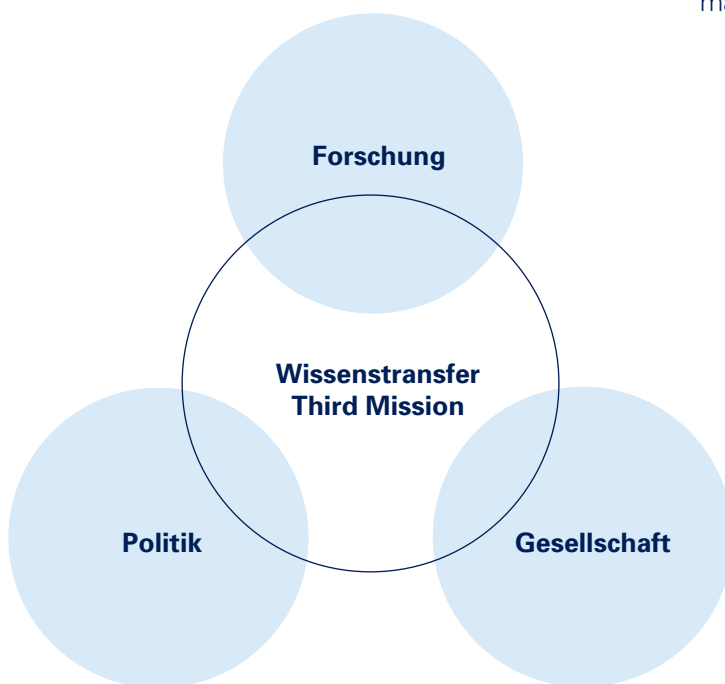 Forschung
Wissenstransfer
Third Mission
Politik
Gesellschaft